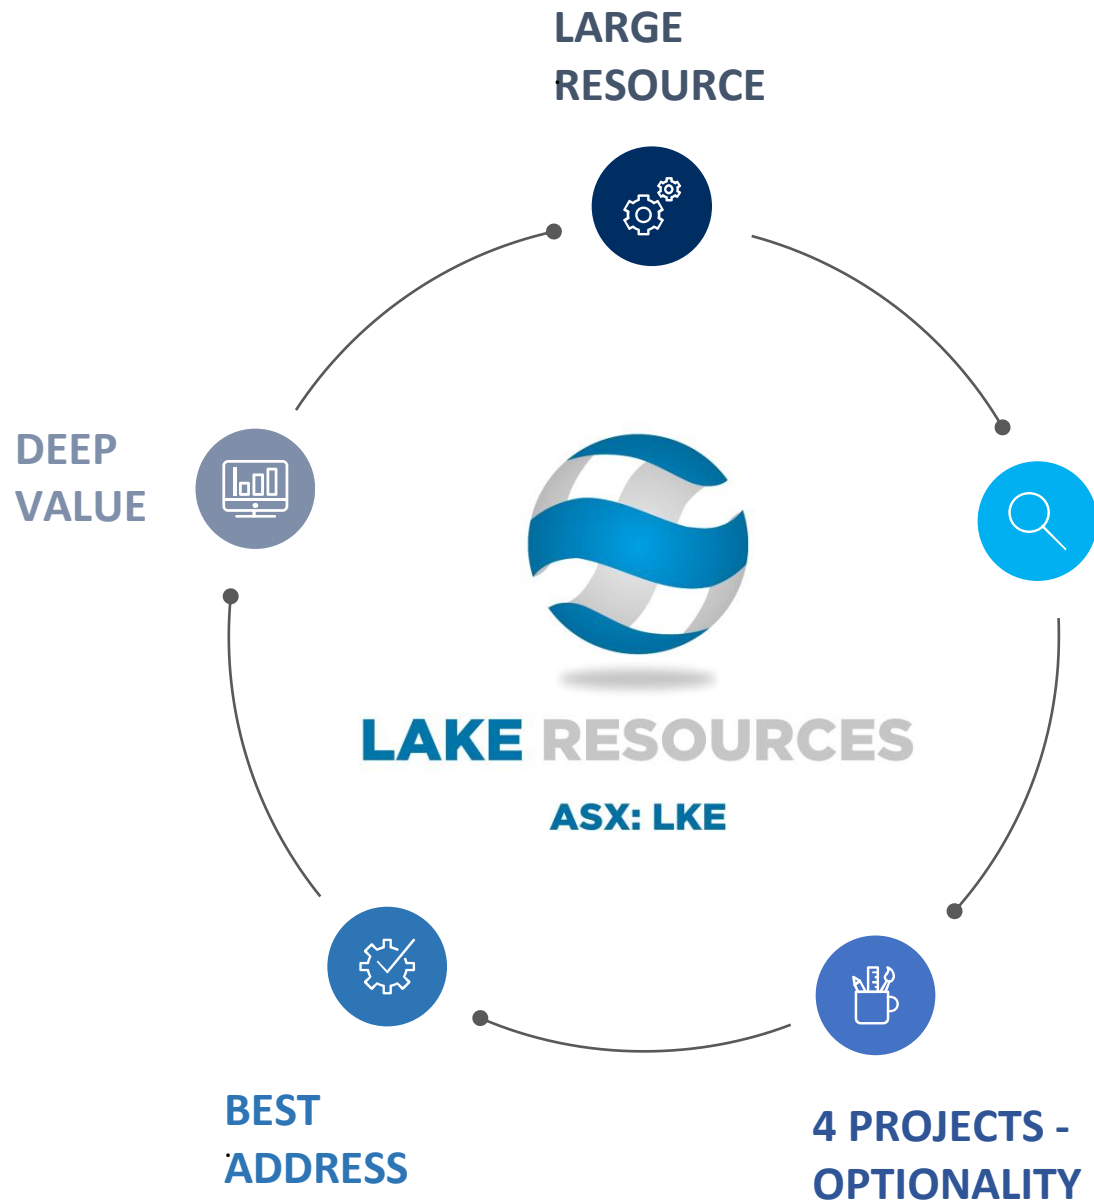 LARGE
RESOURCE
DEEP
VALUE
LAKE RESOURCES
ASX: LKE
BEST
ADDRESS
4 PROJECTS -
OPTIONALITY